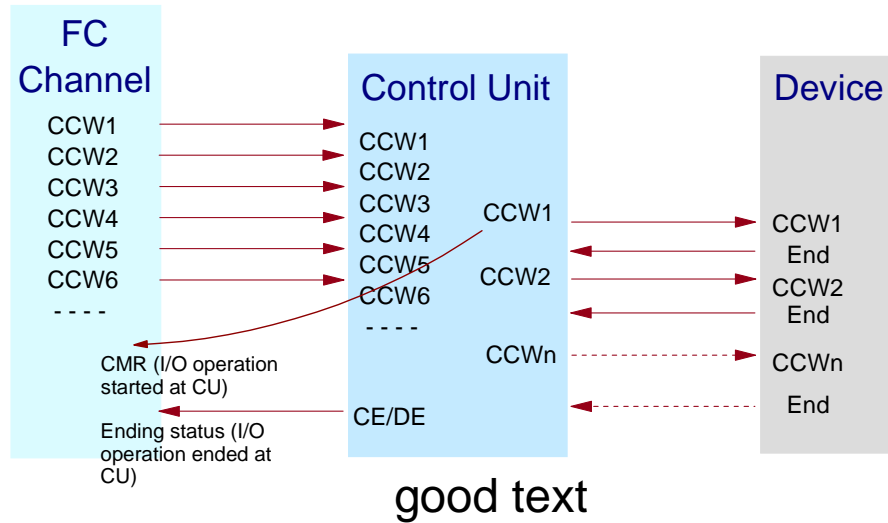 FC
Channel
CCW1
CCW2
CCW3
CCW4
CCW5
CCW6
- - - -
CMR (I/O operation
started at CU)
Ending status (I/O
operation ended at
CU)
Control Unit
CCW1
CCW2
CCW3
CCW4
CCW5
CCW6
- - - -
CCW1
CCW2
CCWn
CE/DE
Device
CCW1
End
CCW2
End
CCWn
End
good text